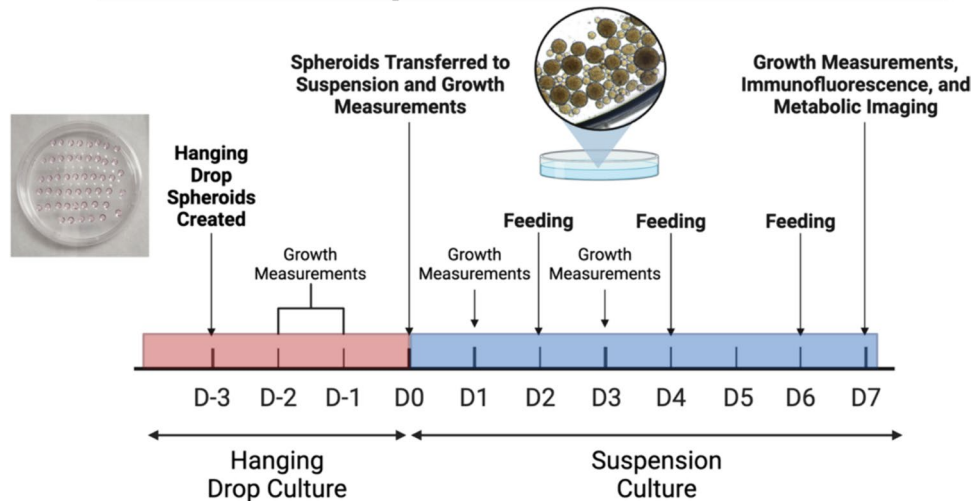 Spheroids Transferred to
Suspension and Growth
Measurements
Growth Measurements,
Immunofluorescence, and
Metabolic Imaging
Hanging
Drop
Spheroids
Created
Growth
Measurements
Growth
Measurements
Feeding
Growth
Measurements
Feeding
Feeding
D-3 D-2 D-1 D0 D1 D2 D3 D4 D5 D6 D7
Hanging
Drop Culture
Suspension
Culture